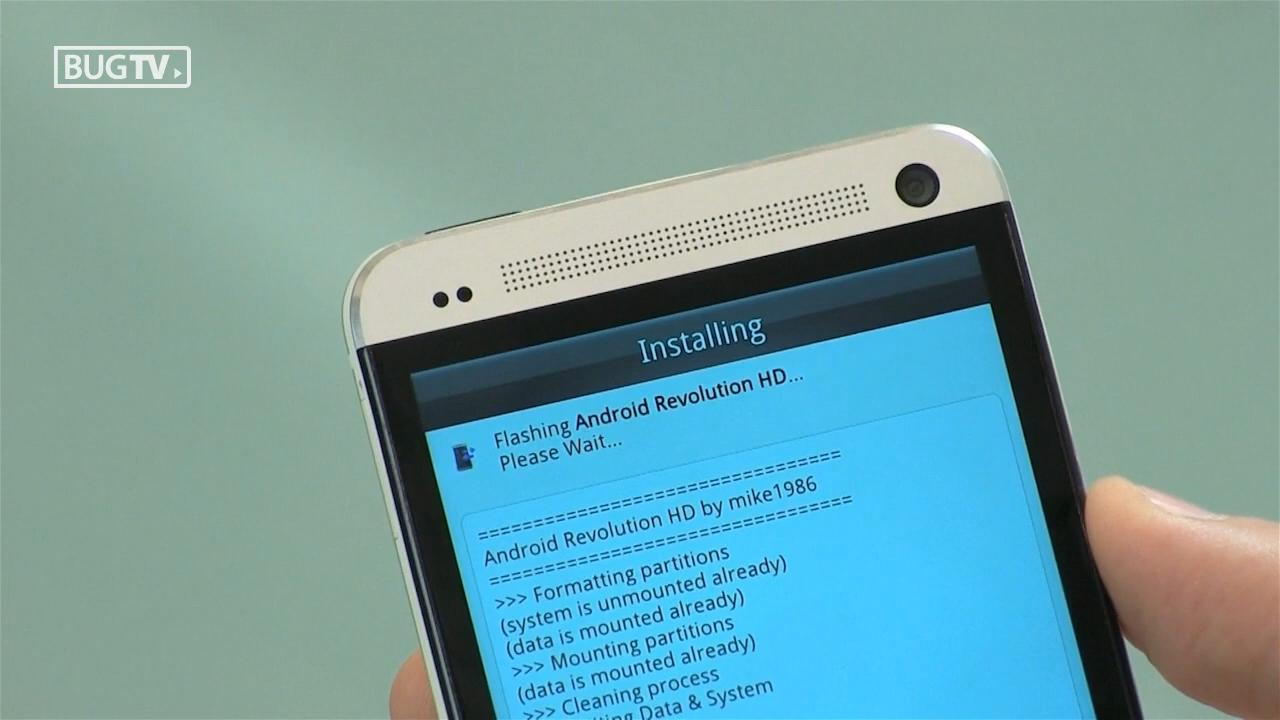 BUGTV
Installing
Flashing Android Revolution HD...
Please Wait...
================================
Android Revolution HD by mike1986
================================
>>> Formatting partitions
(system is unmounted already)
(data is mounted already)
>>> Mounting partitions
(data is mounted already)
>>> Cleaning process
Data & System